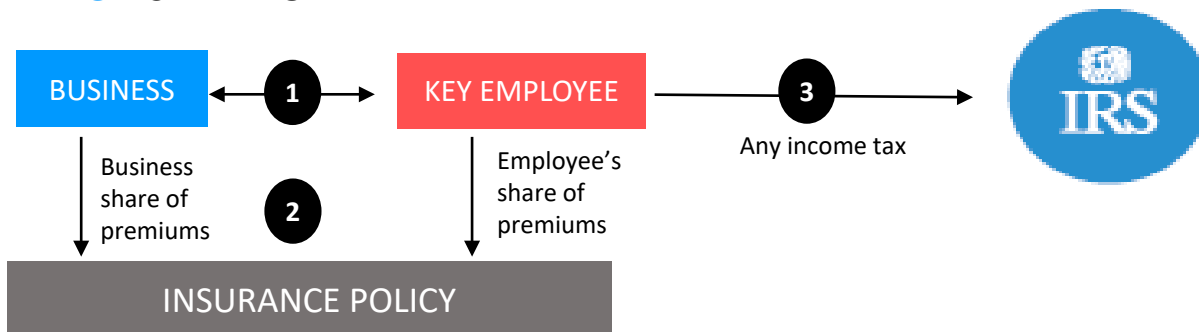 BUSINESS
1
KEY EMPLOYEE
3
IRS
Any income tax
Business
share of
premiums
2
Employee’s
share of
premiums
INSURANCE POLICY